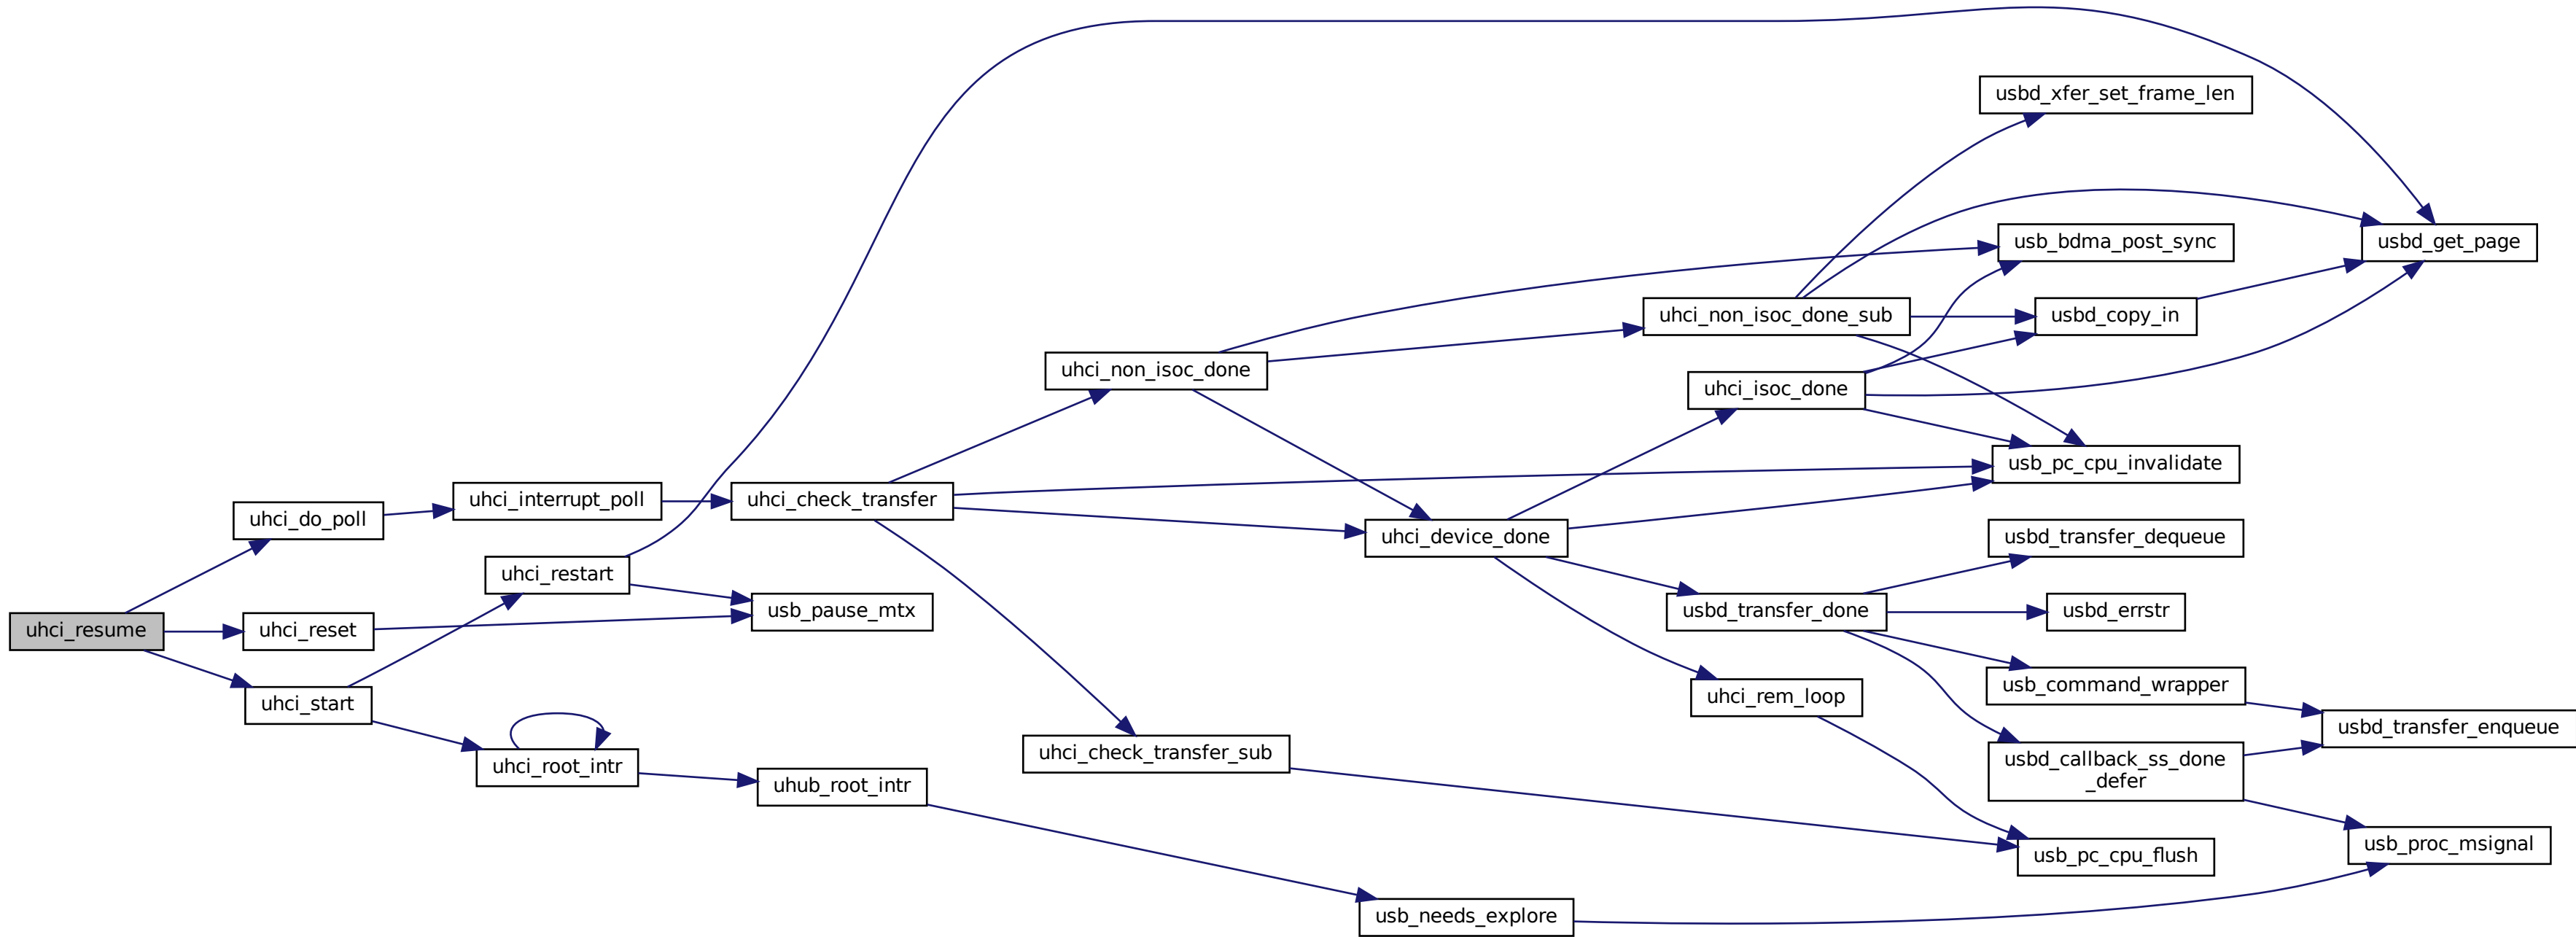 usbd_xfer_set_frame_len
usb_bdma_post_sync
usbd_get_page
uhci_non_isoc_done_sub
usbd_copy_in
uhci_non_isoc_done
uhci_isoc_done
usb_pc_cpu_invalidate
uhci_interrupt_poll
uhci_check_transfer
uhci_do_poll
uhci_device_done
usbd_transfer_dequeue
uhci_restart
usb_pause_mtx
usbd_transfer_done
usbd_errstr
uhci_resume
uhci_reset
usb_command_wrapper
uhci_rem_loop
uhci_start
usbd_transfer_enqueue
uhci_check_transfer_sub
uhci_root_intr
usbd_callback_ss_done
_defer
uhub_root_intr
usb_proc_msignal
usb_pc_cpu_flush
usb_needs_explore